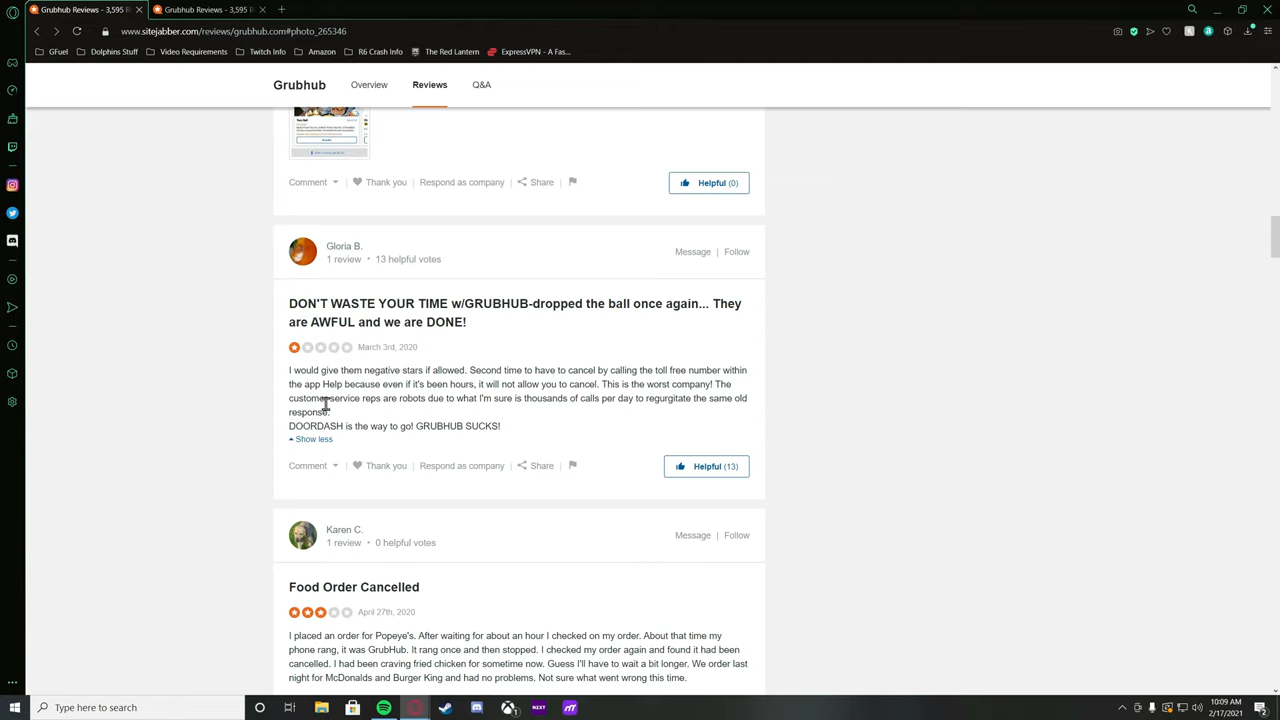 Grubhub Reviews - 3,595 R
Grubhub Reviews - 3,595 R
www.sitejabber.com/reviews/grubhub.com#photo_265346
GFuel
Dolphins Stuff
Video Requirements
Twitch Info
Amazon
R6 Crash Info
The Red Lantern
ExpressVPN - A Fas...
Grubhub
Overview
Reviews
Q&A
Comment
Thank you
Respond as company
Share
Helpful (0)
Gloria B.
1 review • 13 helpful votes
Message | Follow
DON'T WASTE YOUR TIME w/GRUBHUB-dropped the ball once again... They
are AWFUL and we are DONE!
March 3rd, 2020
I would give them negative stars if allowed. Second time to have to cancel by calling the toll free number within
the app Help because even if it's been hours, it will not allow you to cancel. This is the worst company! The
customer service reps are robots due to what I'm sure is thousands of calls per day to regurgitate the same old
response.
DOORDASH is the way to go! GRUBHUB SUCKS!
Show less
Comment
Thank you
Respond as company
Share
Helpful (13)
Karen C.
1 review • 0 helpful votes
Message | Follow
Food Order Cancelled
April 27th, 2020
I placed an order for Popeye's. After waiting for about an hour I checked on my order. About that time my
phone rang, it was GrubHub. It rang once and then stopped. I checked my order again and found it had been
cancelled. I had been craving fried chicken for sometime now. Guess I'll have to wait a bit longer. We order last
night for McDonalds and Burger King and had no problems. Not sure what went wrong this time.
Type here to search
NZXT
10:09 AM
2/17/2021
2